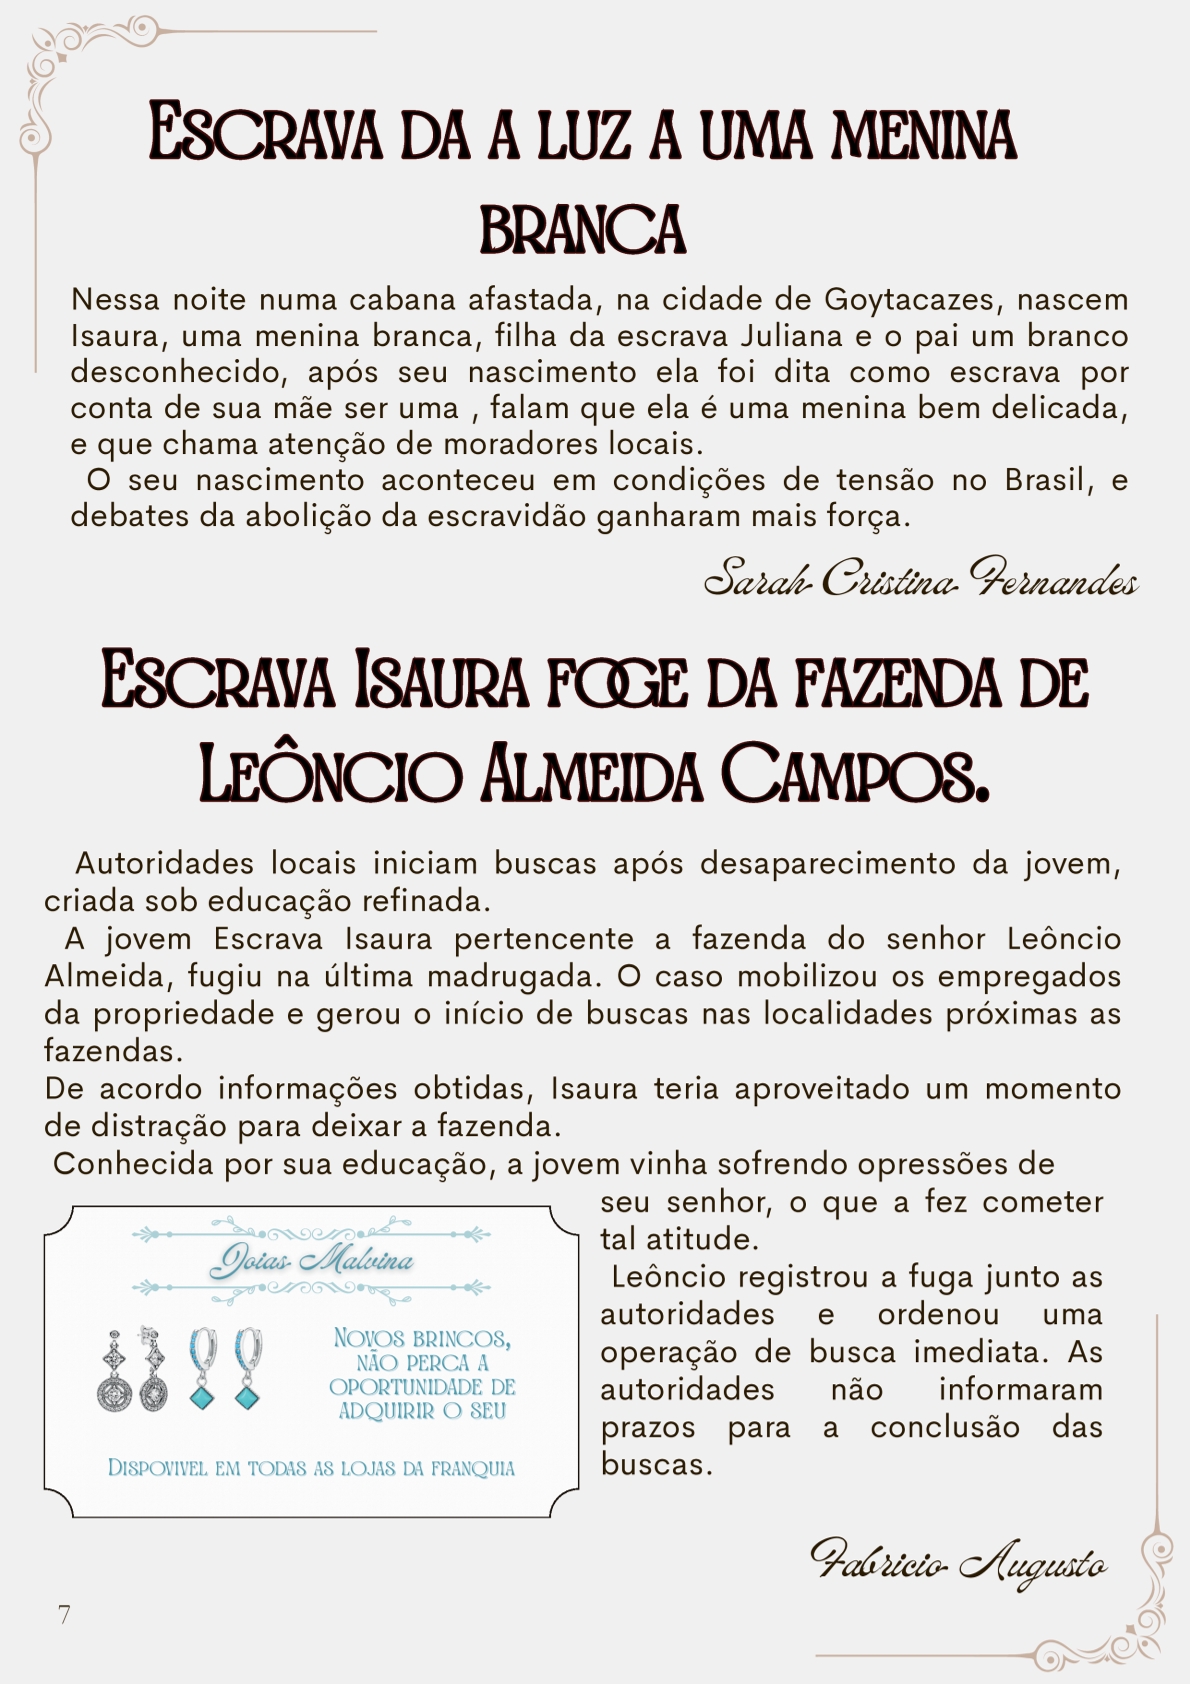 Escrava da a luz a uma menina
branca
Nessa noite numa cabana afastada, na cidade de Goytacazes, nascem
Isaura, uma menina branca, filha da escrava Juliana e o pai um branco
desconhecido, após seu nascimento ela foi dita como escrava por
conta de sua mãe ser uma , falam que ela é uma menina bem delicada,
e que chama atenção de moradores locais.
O seu nascimento aconteceu em condições de tensão no Brasil, e
debates da abolição da escravidão ganharam mais força.
Sarah Cristina Fernandes
Escrava Isaura foge da fazenda de
Leôncio Almeida Campos.
Autoridades locais iniciam buscas após desaparecimento da jovem,
criada sob educação refinada.
A jovem Escrava Isaura pertencente a fazenda do senhor Leôncio
Almeida, fugiu na última madrugada. O caso mobilizou os empregados
da propriedade e gerou o início de buscas nas localidades próximas as
fazendas.
De acordo informações obtidas, Isaura teria aproveitado um momento
de distração para deixar a fazenda.
Conhecida por sua educação, a jovem vinha sofrendo opressões de
seu senhor, o que a fez cometer
tal atitude.
Leôncio registrou a fuga junto as
autoridades e ordenou uma
operação de busca imediata. As
autoridades não informaram
prazos para a conclusão das
buscas.
Joias Malvina
Novos brincos,
não perca a
oportunidade de
adquirir o seu
Dispovivel em todas as lojas da franquia
Fabricio Augusto
7